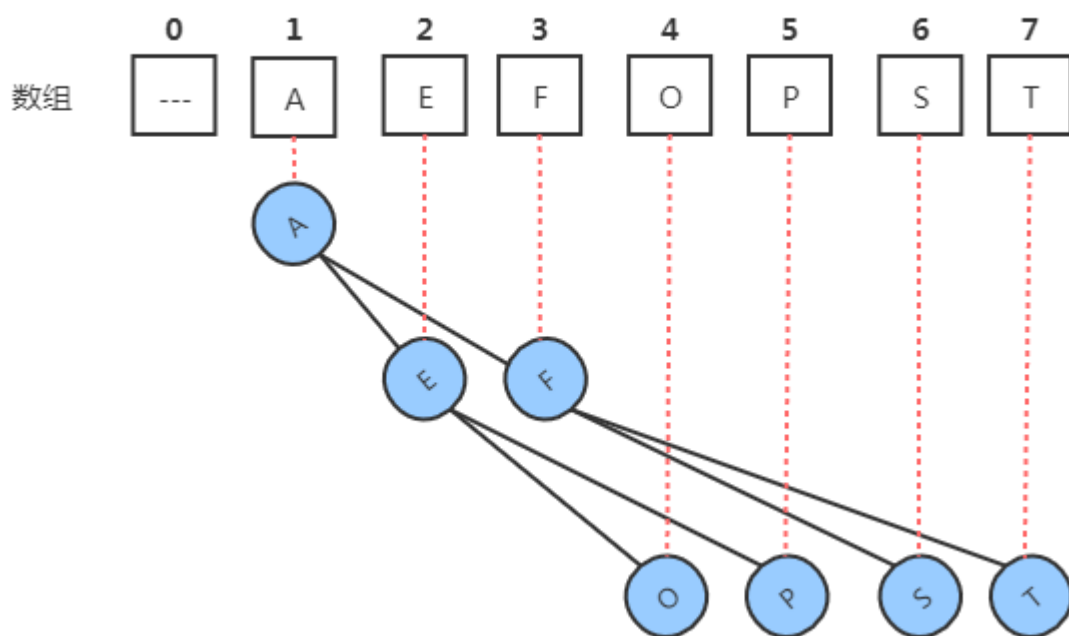 0 1 2 3 4 5 6 7
数组 --- A E F O P S T
A
E F
O P S T